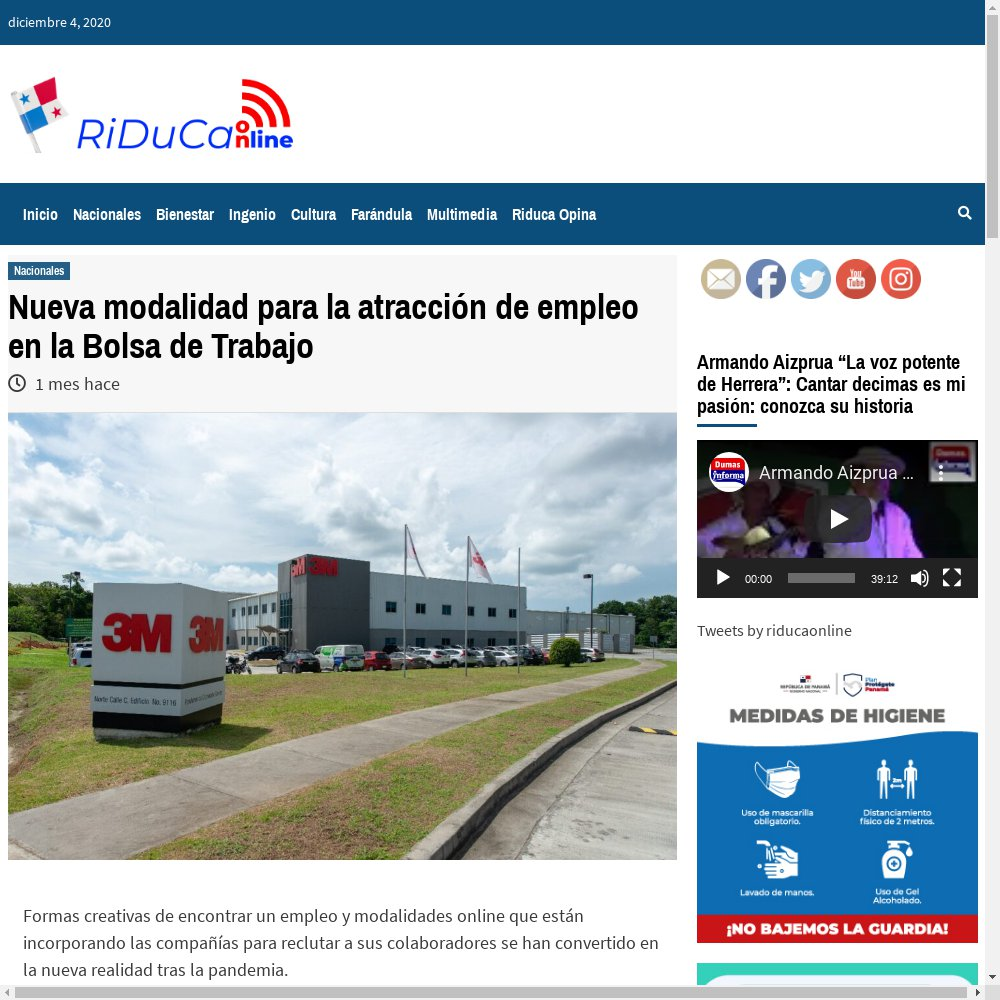 diciembre 4, 2020
RiDuCa online
Inicio Nacionales Bienestar Ingenio Cultura Farándula Multimedia Riduca Opina
Nacionales
Nueva modalidad para la atracción de empleo
en la Bolsa de Trabajo
1 mes hace
3M 3M
3M 3M
Norte Calle C, Edificio No. 9116
Formas creativas de encontrar un empleo y modalidades online que están
incorporando las compañías para reclutar a sus colaboradores se han convertido en
la nueva realidad tras la pandemia.
You
Tube
Armando Aizprua “La voz potente
de Herrera”: Cantar decimas es mi
pasión: conozca su historia
Dumas
informa
Armando Aizprua ...
00:00
39:12
Tweets by riducaonline
REPÚBLICA DE PANAMÁ
GOBIERNO NACIONAL
Plan
Protégete
Panamá
MEDIDAS DE HIGIENE
2m
Uso de mascarilla
obligatorio.
Distanciamiento
físico de 2 metros.
Lavado de manos.
Uso de Gel
Alcoholado.
¡NO BAJEMOS LA GUARDIA!